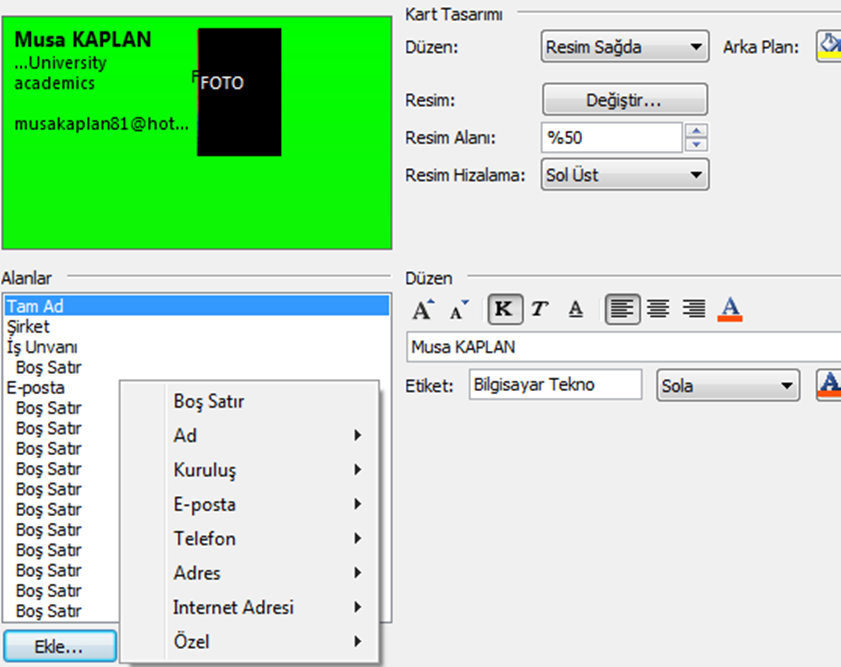 Musa KAPLAN
...University
academics
musakaplan81@hot...
F
FOTO
Kart Tasarımı
Düzen:
Resim Sağda
Arka Plan:
Resim:
Değiştir...
Resim Alanı:
%50
Resim Hizalama:
Sol Üst
Alanlar
Tam Ad
Şirket
İş Unvanı
Boş Satır
E-posta
Boş Satır
Boş Satır
Boş Satır
Boş Satır
Boş Satır
Boş Satır
Boş Satır
Boş Satır
Boş Satır
Boş Satır
Boş Satır
Ekle...
Boş Satır
Ad
Kuruluş
E-posta
Telefon
Adres
Internet Adresi
Özel
Düzen
A A K T A A
Musa KAPLAN
Etiket:
Bilgisayar Tekno
Sola
A